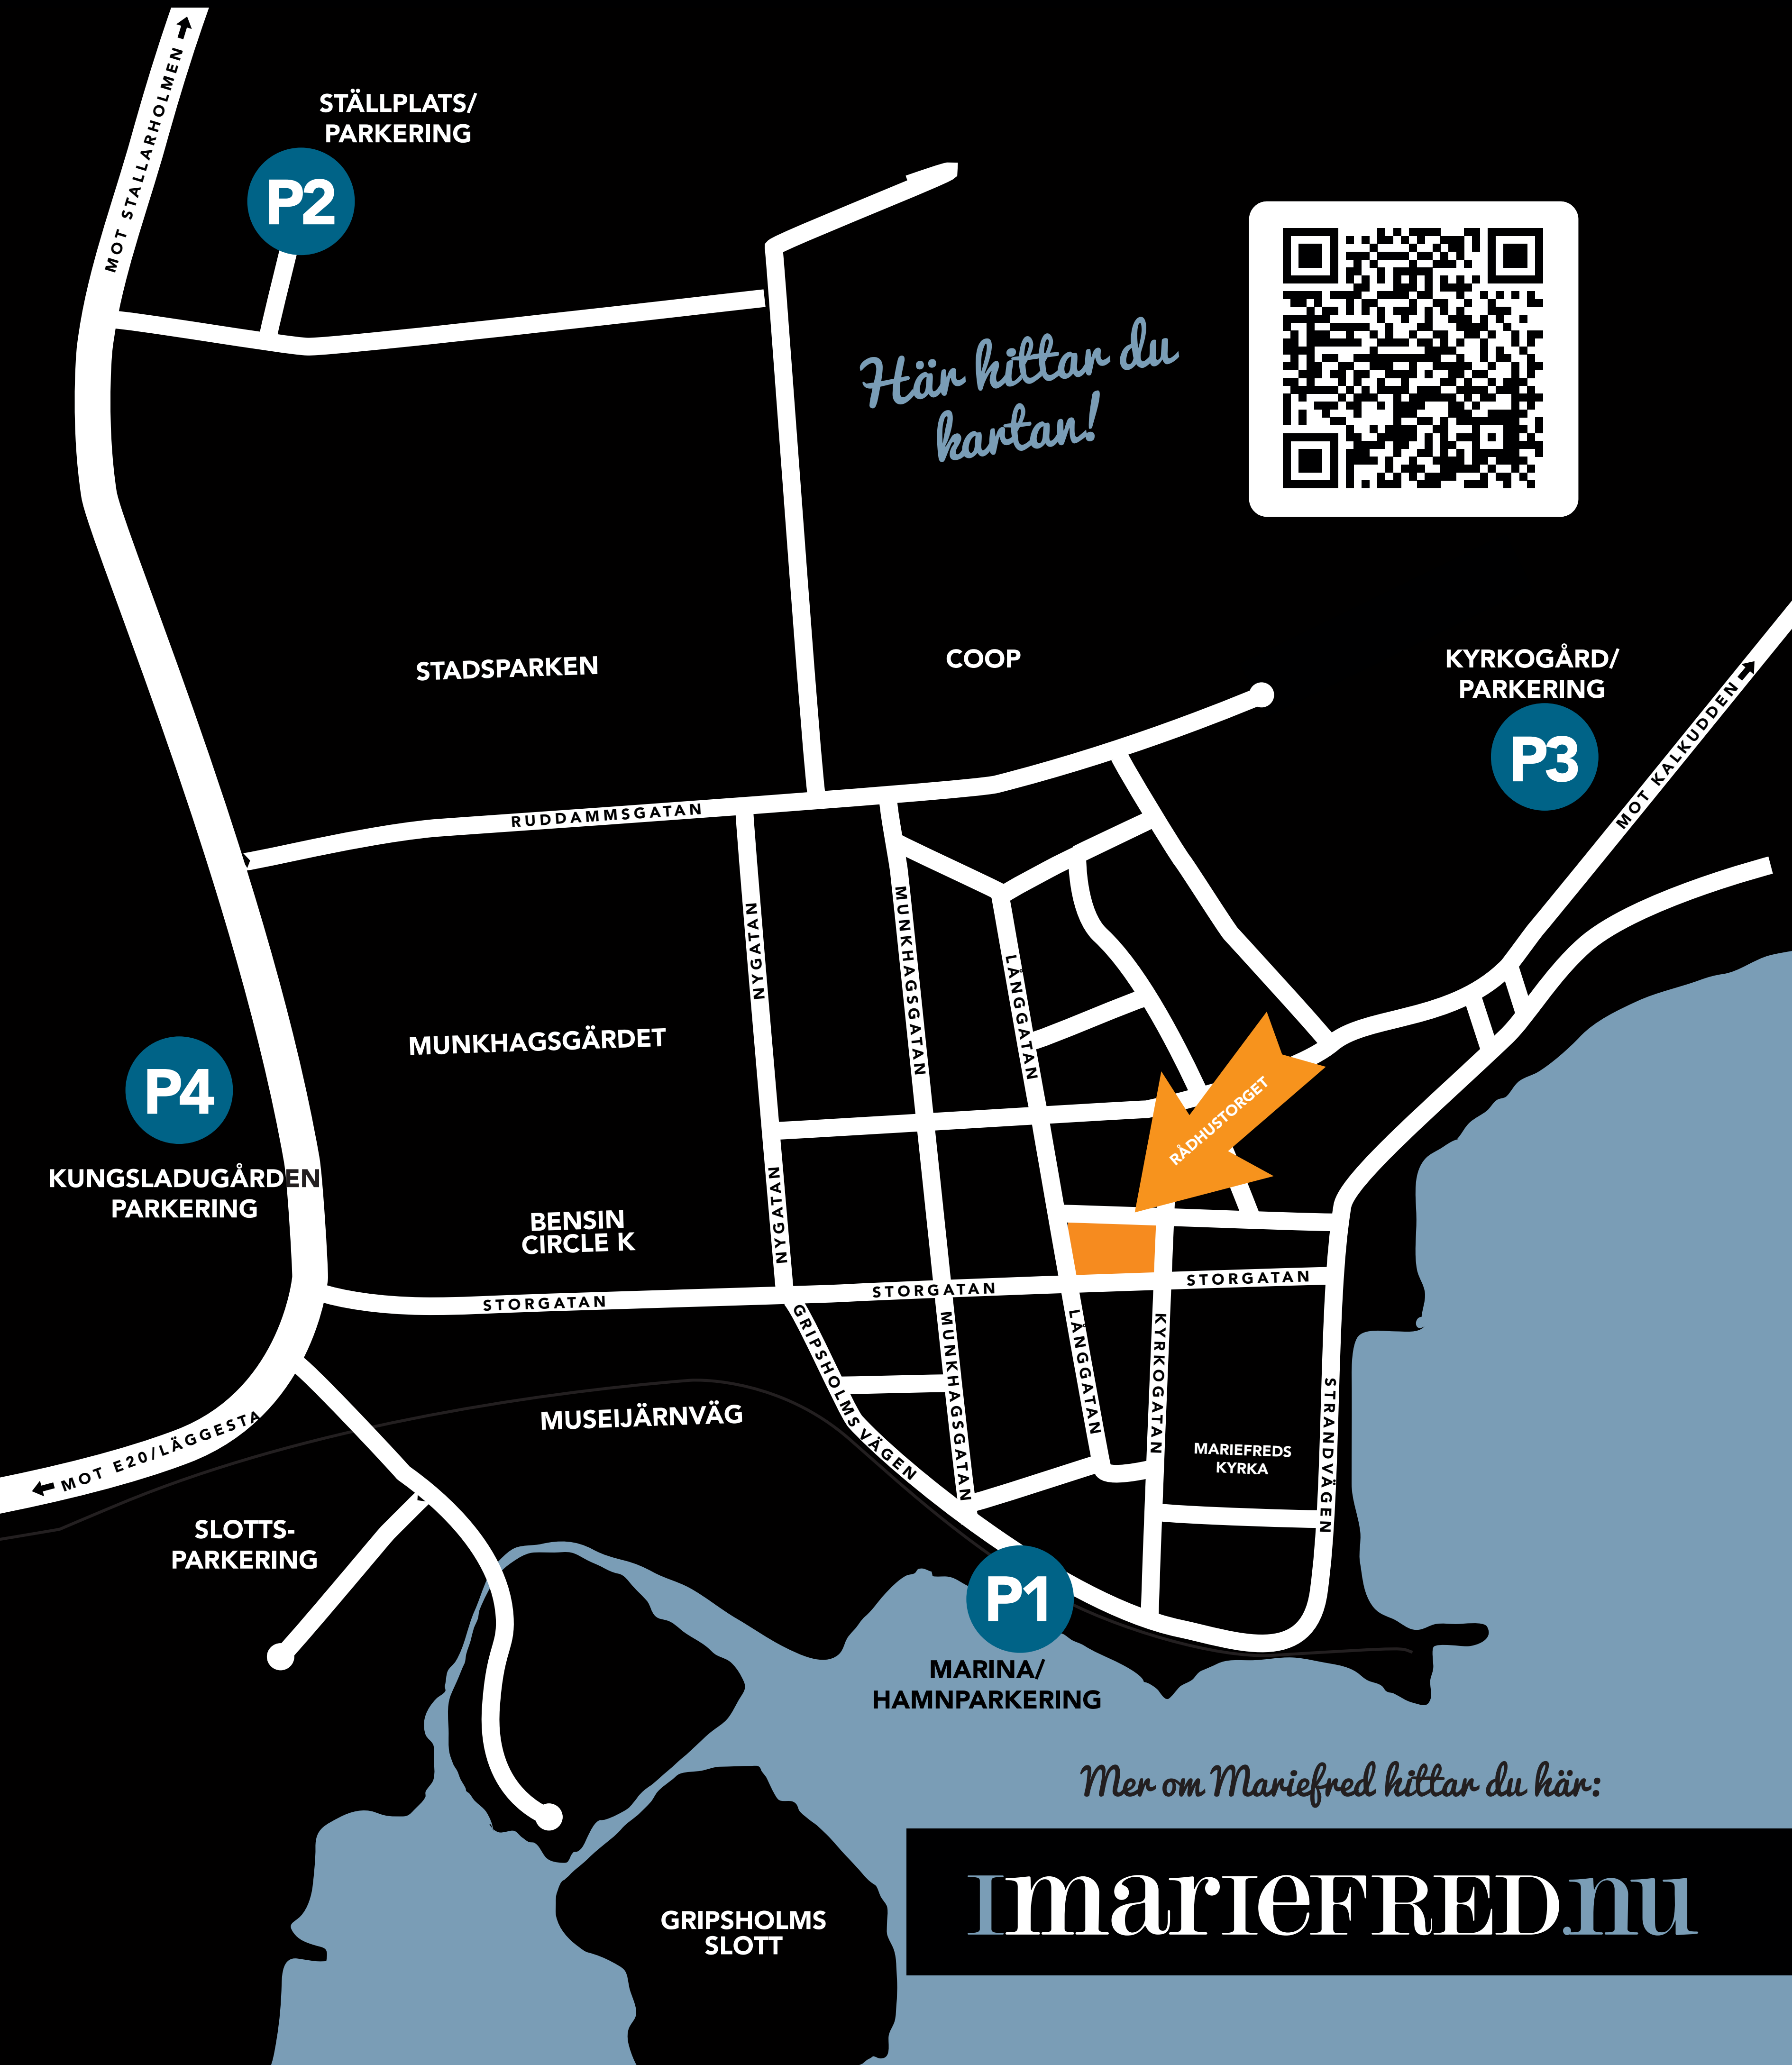 MOT STALLARHOLMEN
STÄLLPLATS/
PARKERING
P2
Här hittar du
kartan!
STADSPARKEN
COOP
KYRKOGÅRD/
PARKERING
P3
MOT KALKUDDEN
RUDDAMMSGATAN
NYGATAN
MUNKHAGSGATAN
LÅNGGATAN
MUNKHAGSGÄRDET
P4
KUNGSLADUGÅRDEN
PARKERING
RÅDHUSTORGET
NYGATAN
BENSIN
CIRCLE K
STORGATAN
STORGATAN
STORGATAN
GRIPSHOLMSVÄGEN
MUNKHAGSGATAN
LÅNGGATAN
KYRKOGATAN
STRANDVÄGEN
MUSEIJÄRNVÄG
MARIEFREDS
KYRKA
MOT E20/LÄGGESTA
SLOTTS-
PARKERING
P1
MARINA/
HAMNPARKERING
Mer om Mariefred hittar du här:
ImarIeFRED.nu
GRIPSHOLMS
SLOTT